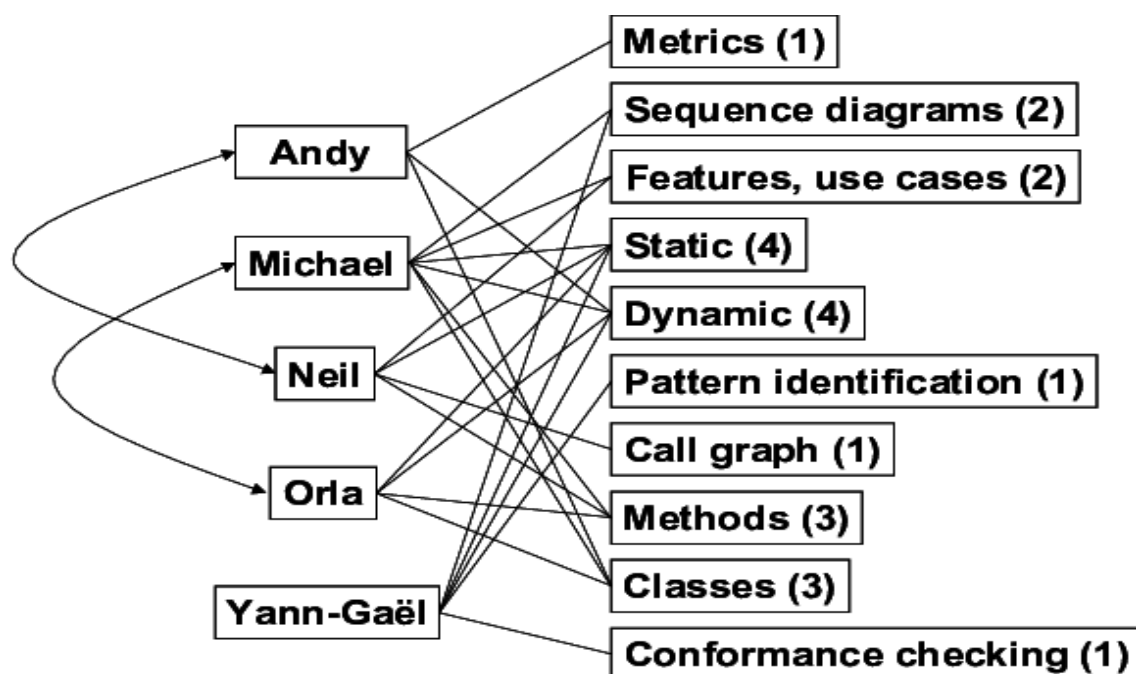 Andy
Michael
Neil
Orla
Yann-Gaël
Metrics (1)
Sequence diagrams (2)
Features, use cases (2)
Static (4)
Dynamic (4)
Pattern identification (1)
Call graph (1)
Methods (3)
Classes (3)
Conformance checking (1)